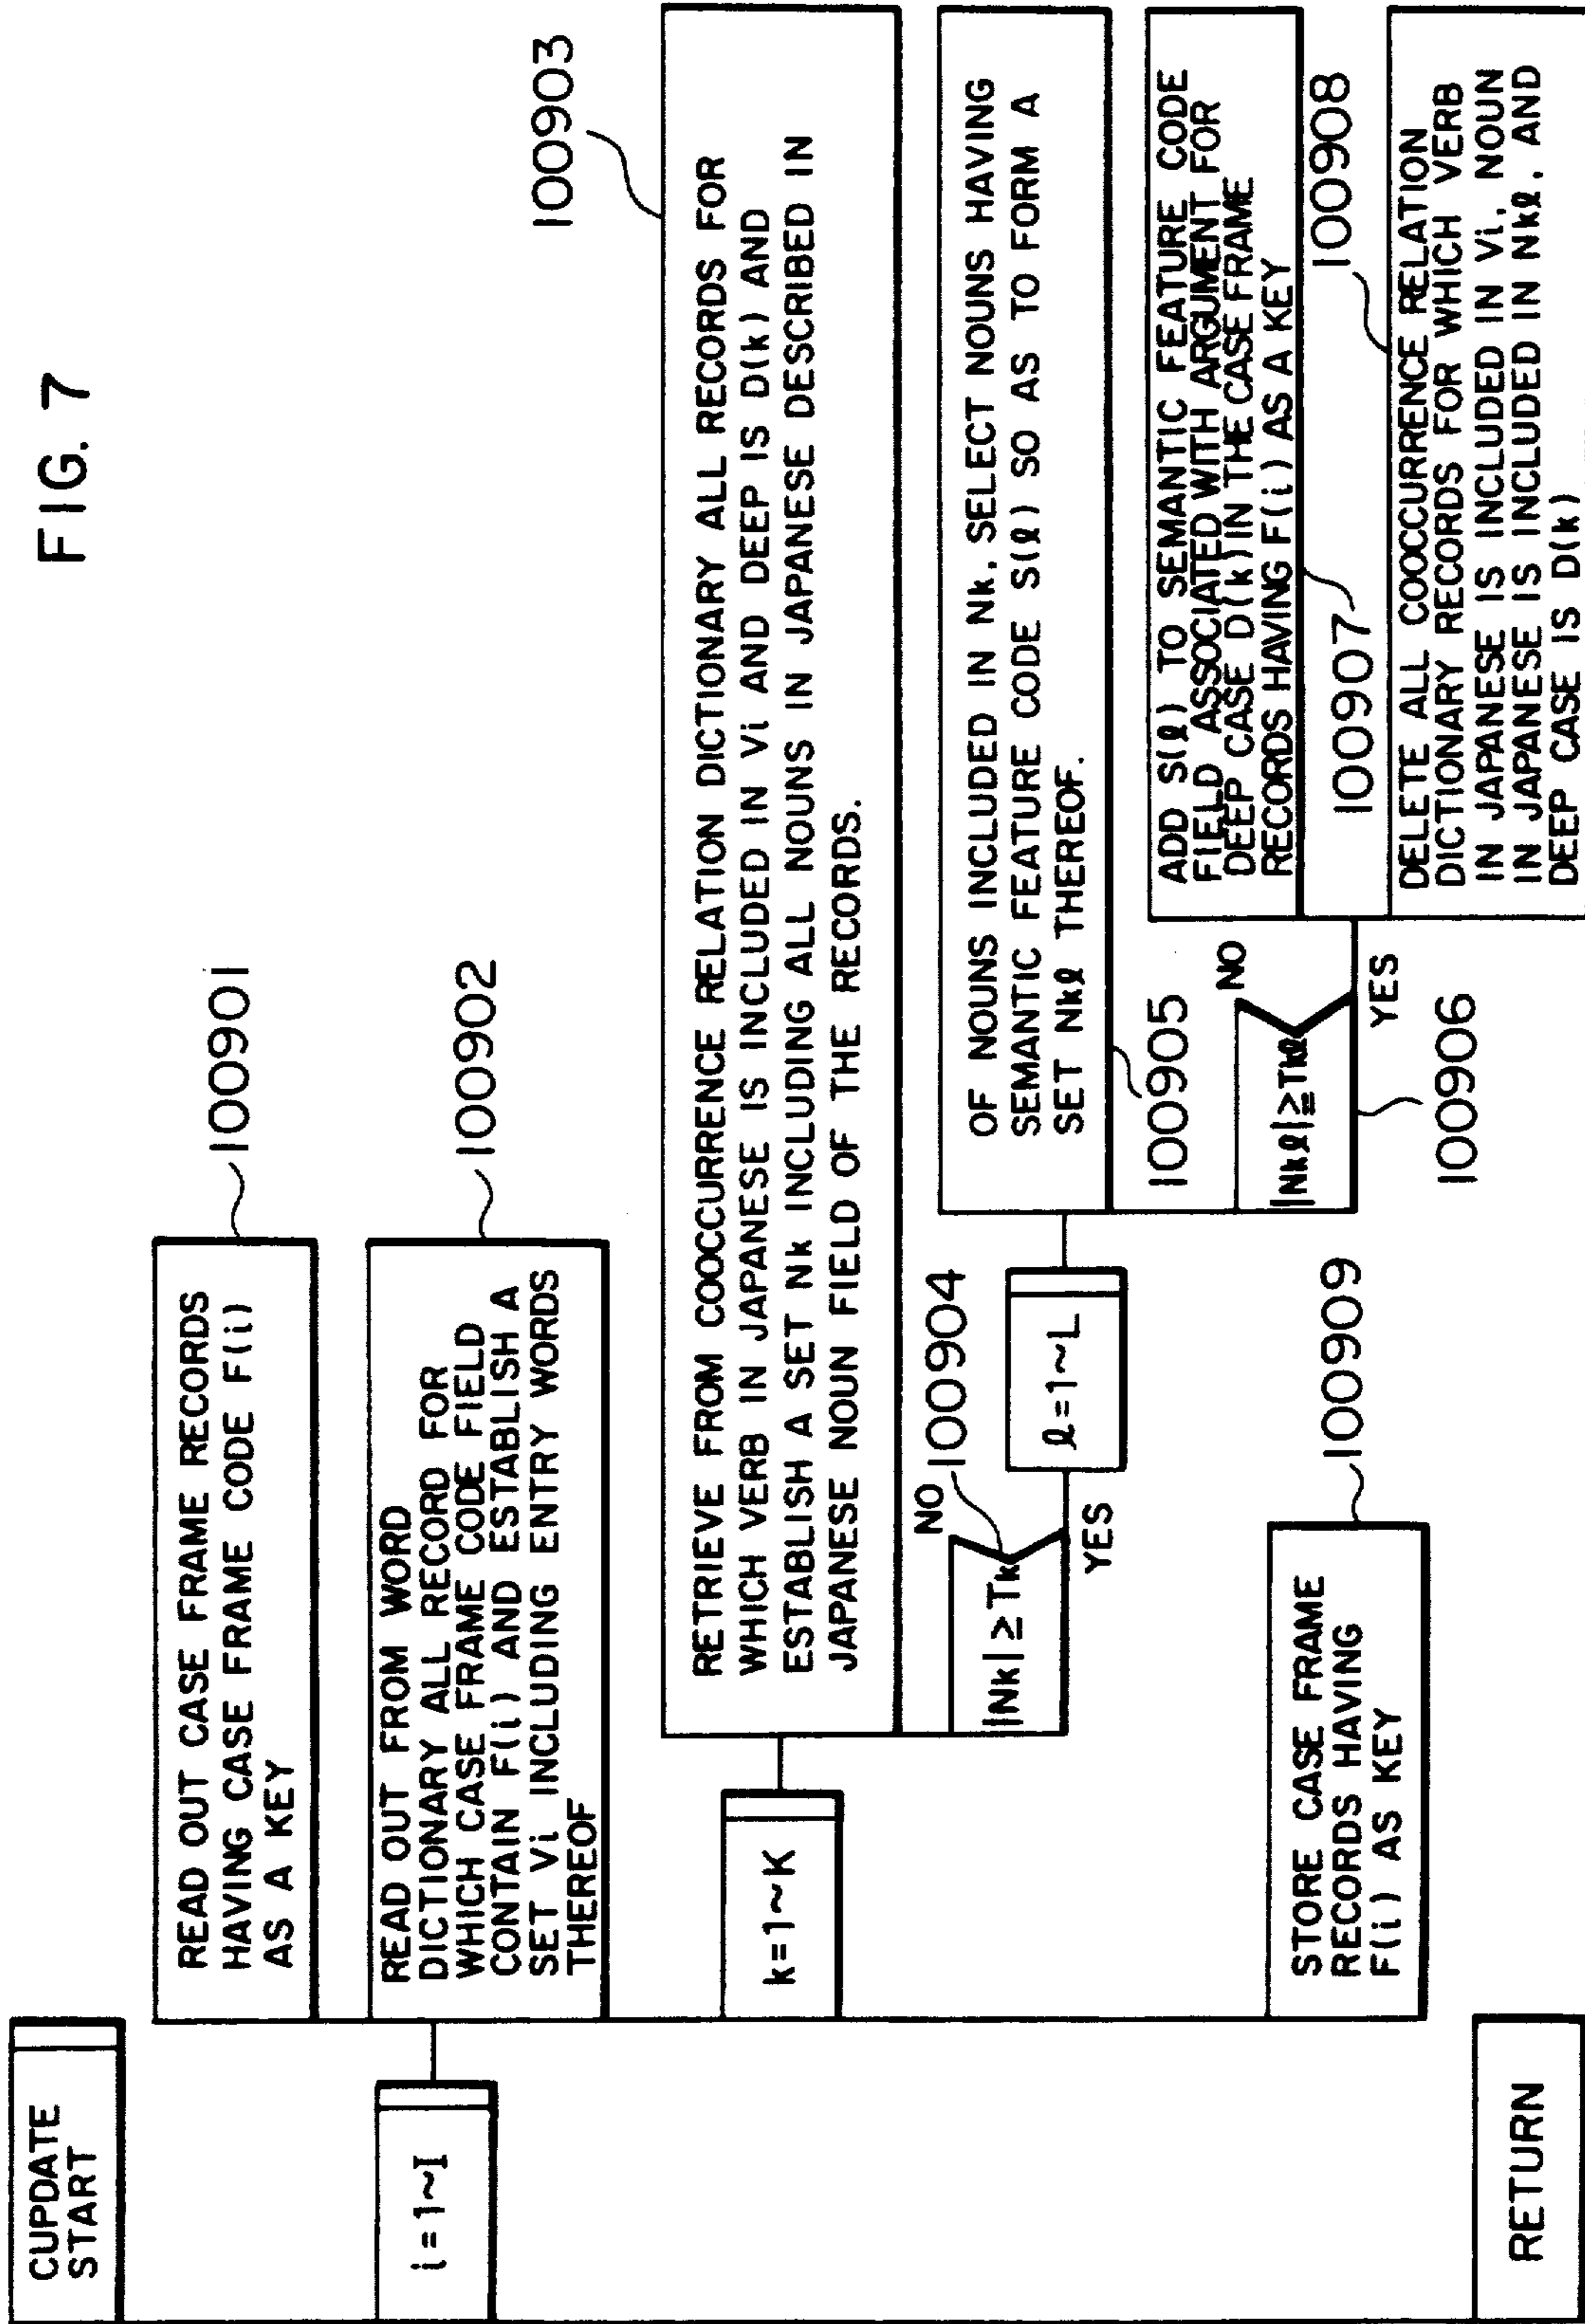 FIG. 7
CUPDATE
START
i=1~I
READ OUT CASE FRAME RECORDS
HAVING CASE FRAME CODE F(i)
AS A KEY
100901
READ OUT FROM WORD
DICTIONARY ALL RECORD FOR
WHICH CASE FRAME CODE FIELD
CONTAIN F(i) AND ESTABLISH A
SET Vi INCLUDING ENTRY WORDS
THEREOF
100902
k=1~K
RETRIEVE FROM COOCCURRENCE RELATION DICTIONARY ALL RECORDS FOR
WHICH VERB IN JAPANESE IS INCLUDED IN Vi AND DEEP IS D(k) AND
ESTABLISH A SET Nk INCLUDING ALL NOUNS IN JAPANESE DESCRIBED IN
JAPANESE NOUN FIELD OF THE RECORDS.
100903
|Nk|≥Tk
NO
YES
100904
ℓ=1~L
OF NOUNS INCLUDED IN Nk, SELECT NOUNS HAVING
SEMANTIC FEATURE CODE S(ℓ) SO AS TO FORM A
SET Nkℓ THEREOF.
100905
|Nkℓ|≧Tkℓ
NO
YES
100906
ADD S(ℓ) TO SEMANTIC FEATURE CODE
FIELD ASSOCIATED WITH ARGUMENT FOR
DEEP CASE D(k) IN THE CASE FRAME
RECORDS HAVING F(i) AS A KEY
100907
100908
DELETE ALL COOCCURRENCE RELATION
DICTIONARY RECORDS FOR WHICH VERB
IN JAPANESE IS INCLUDED IN Vi, NOUN
IN JAPANESE IS INCLUDED IN Nkℓ, AND
DEEP CASE IS D(k)
STORE CASE FRAME
RECORDS HAVING
F(i) AS KEY
100909
RETURN